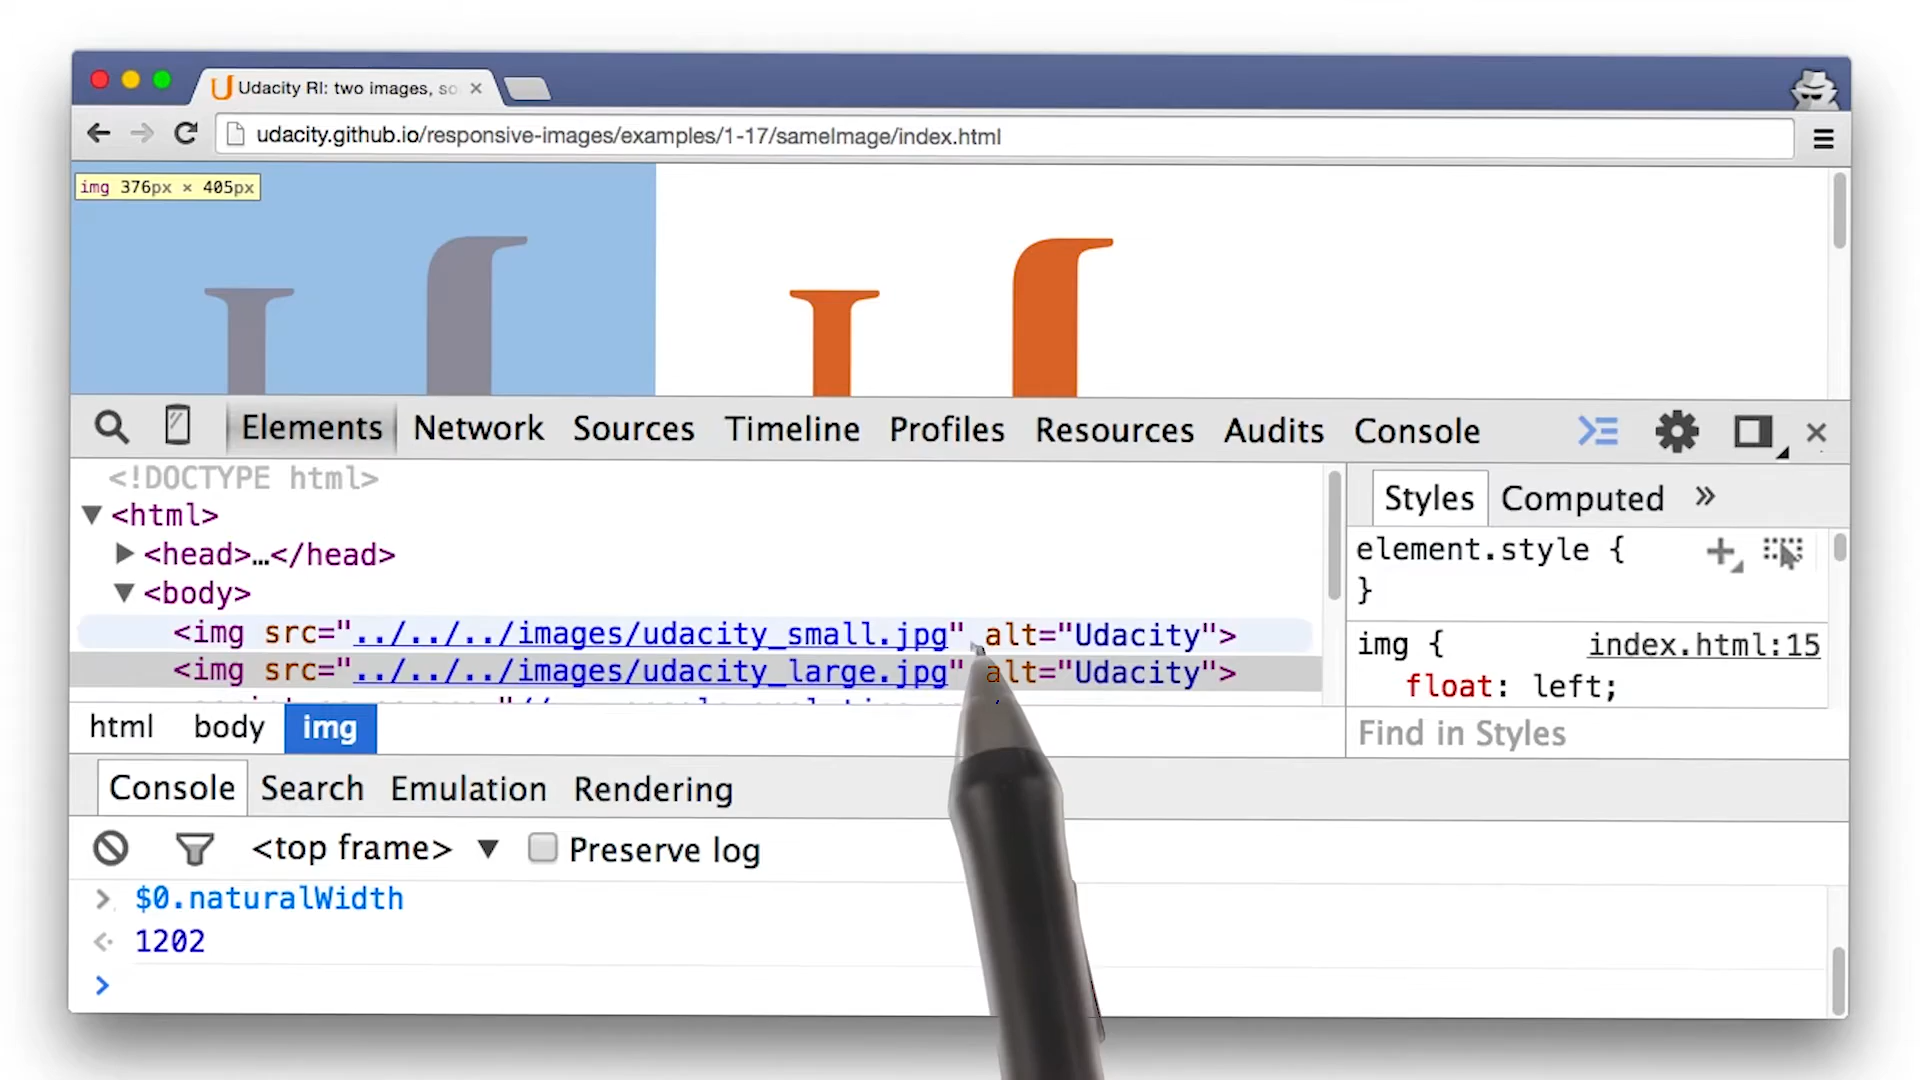 Udacity RI: two images, so
udacity.github.io/responsive-images/examples/1-17/sameImage/index.html
img 376px × 405px
Elements Network Sources Timeline Profiles Resources Audits Console
<!DOCTYPE html>
<html>
<head>…</head>
<body>
<img src="../../../images/udacity_small.jpg" alt="Udacity">
<img src="../../../images/udacity_large.jpg" alt="Udacity">
html body img
Styles Computed »
element.style {
}
img { index.html:15
float: left;
Find in Styles
Console Search Emulation Rendering
<top frame> ▼ Preserve log
> $0.naturalWidth
1202
>